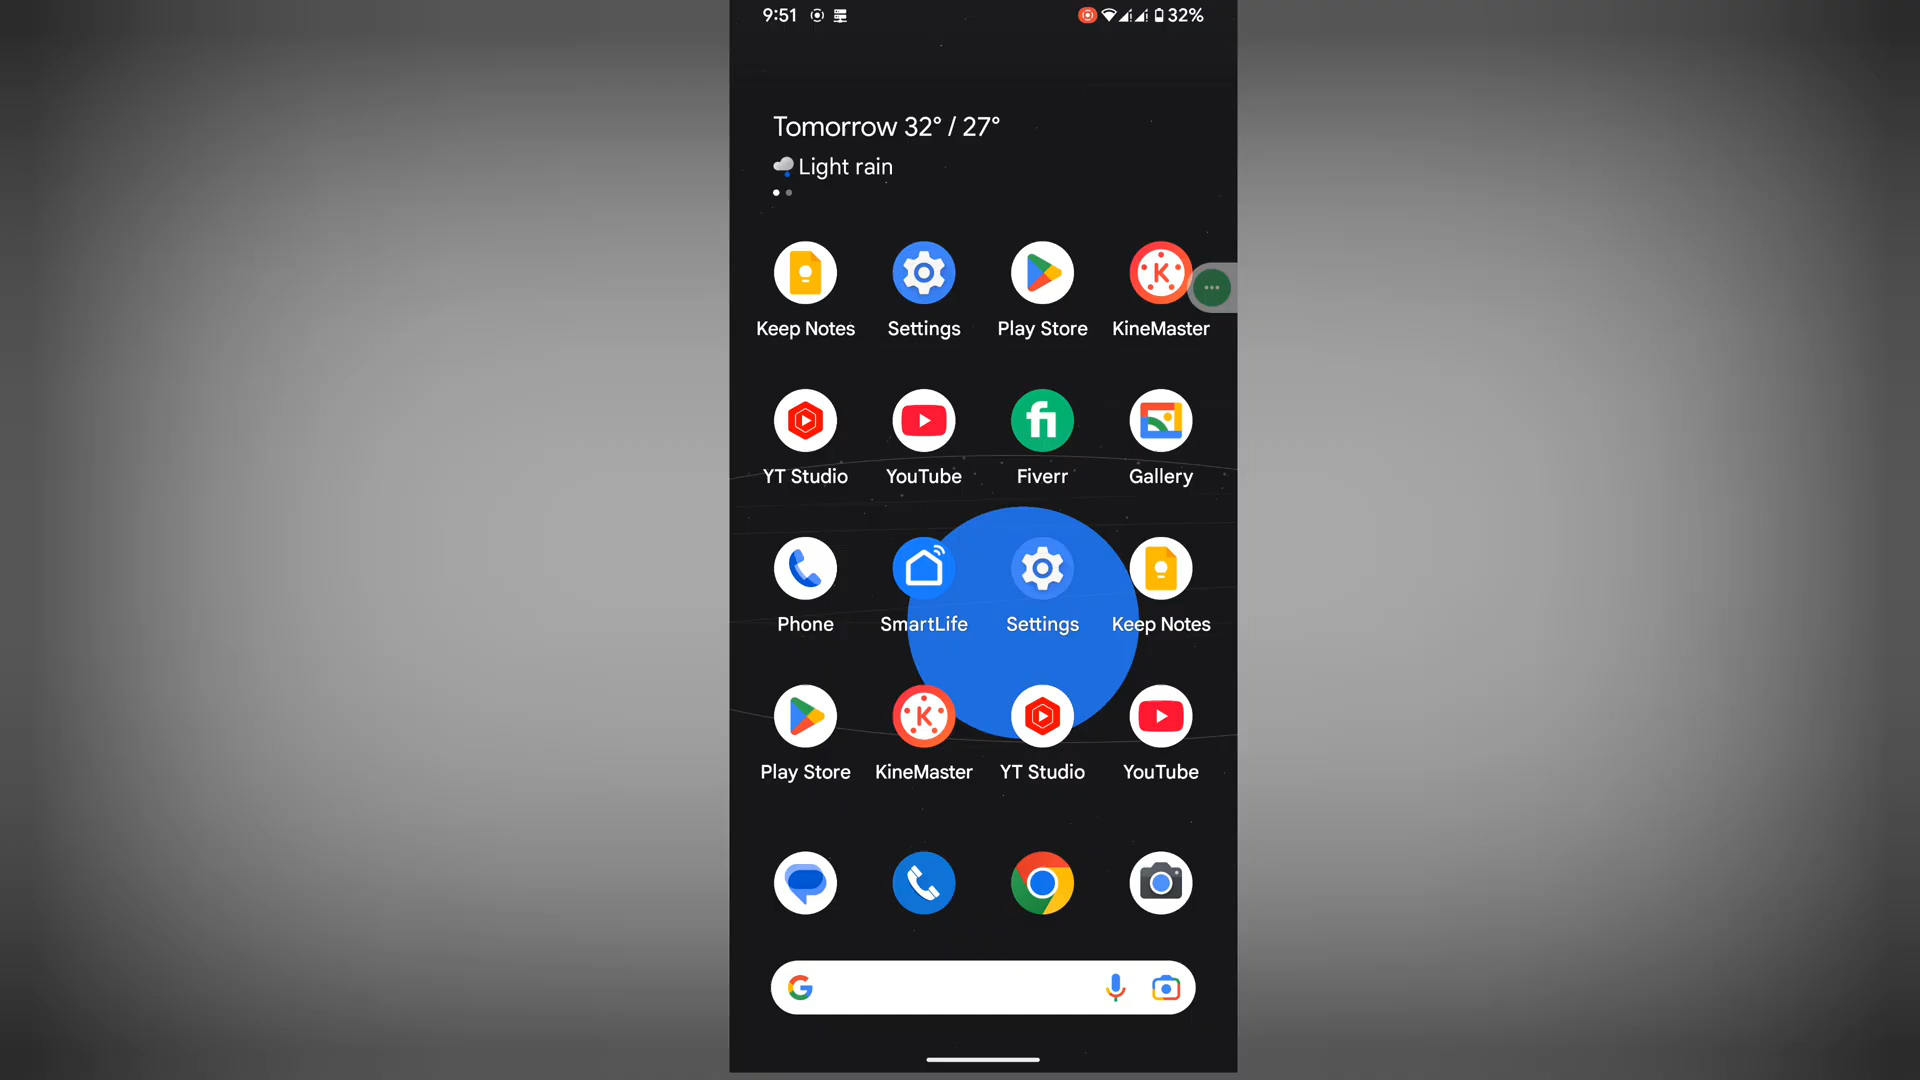 9:51 32%
Tomorrow 32° / 27°
Light rain
Keep Notes Settings Play Store KineMaster
YT Studio YouTube Fiverr Gallery
Phone SmartLife Settings Keep Notes
Play Store KineMaster YT Studio YouTube